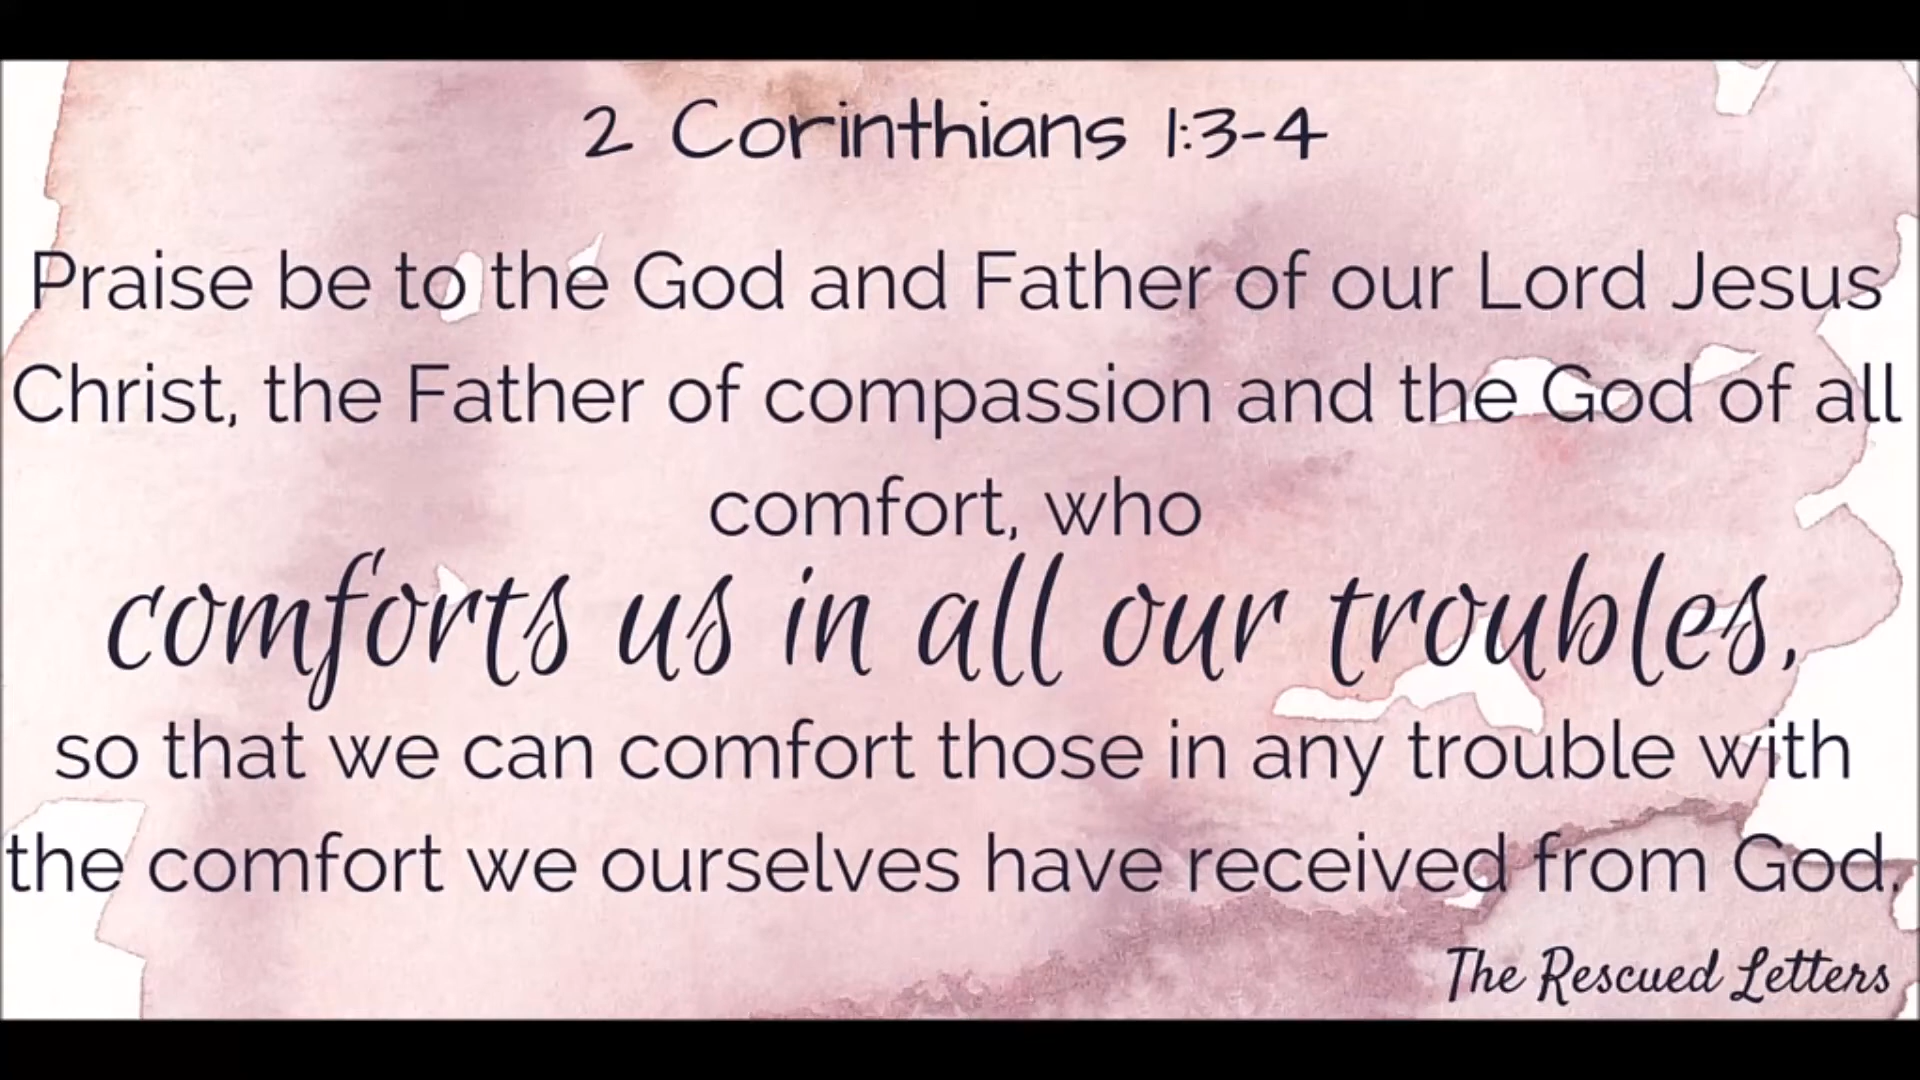 2 Corinthians 1:3-4
Praise be to the God and Father of our Lord Jesus
Christ, the Father of compassion and the God of all
comfort, who
comforts us in all our troubles,
so that we can comfort those in any trouble with
the comfort we ourselves have received from God.
The Rescued Letters